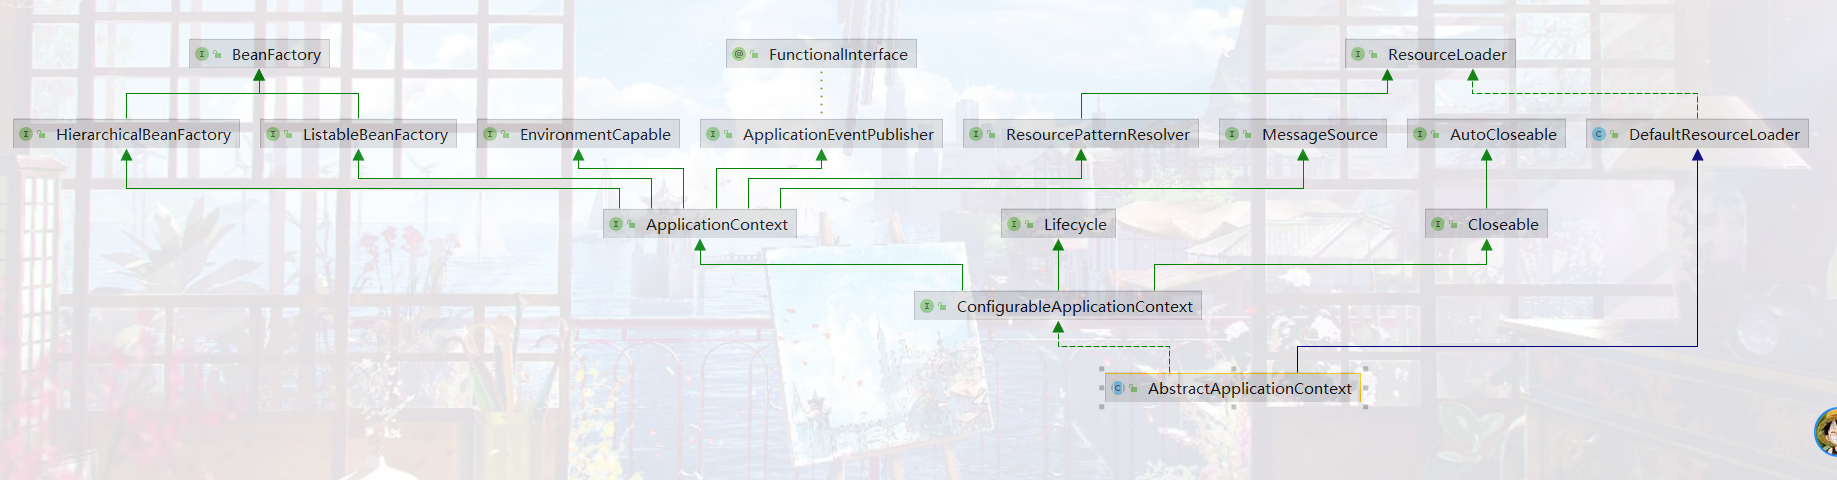 BeanFactory
FunctionalInterface
ResourceLoader
HierarchicalBeanFactory
ListableBeanFactory
EnvironmentCapable
ApplicationEventPublisher
ResourcePatternResolver
MessageSource
AutoCloseable
DefaultResourceLoader
ApplicationContext
Lifecycle
Closeable
ConfigurableApplicationContext
AbstractApplicationContext